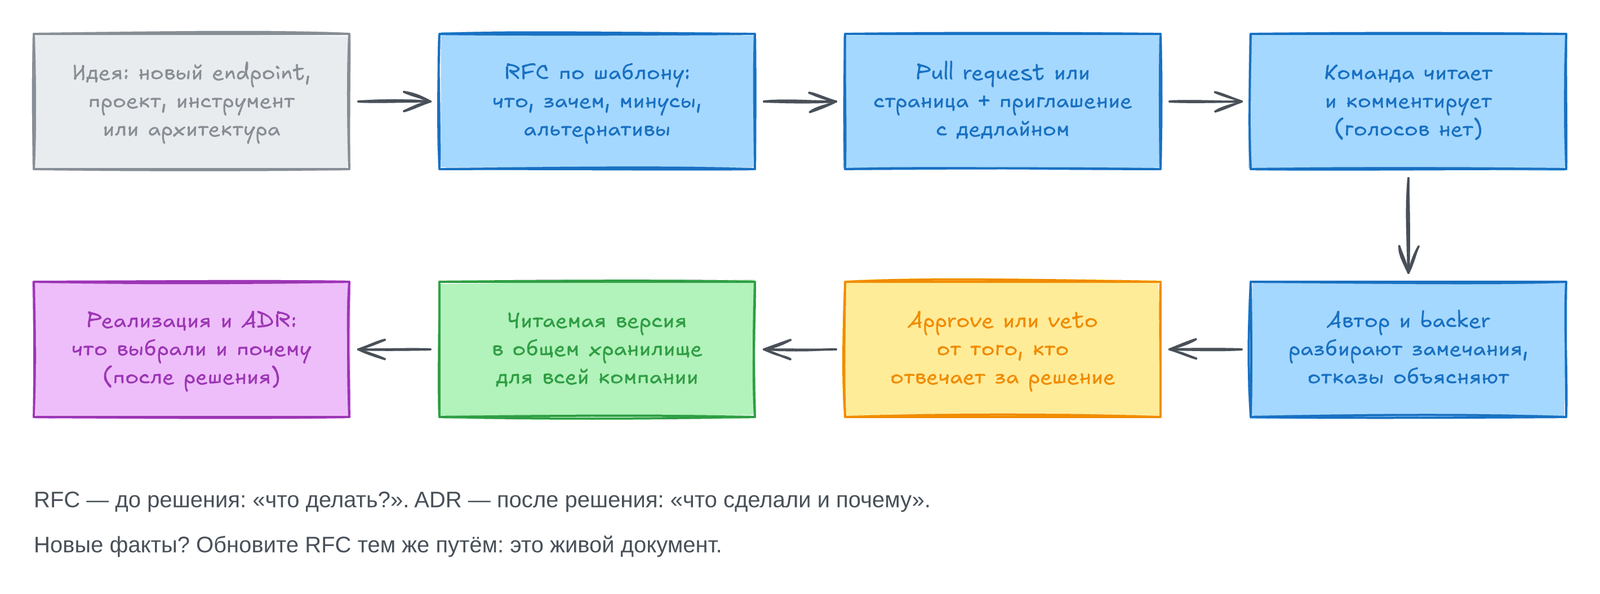 Идея: новый endpoint,
проект, инструмент
или архитектура
RFC по шаблону:
что, зачем, минусы,
альтернативы
Pull request или
страница + приглашение
с дедлайном
Команда читает
и комментирует
(голосов нет)
Автор и backer
разбирают замечания,
отказы объясняют
Approve или veto
от того, кто
отвечает за решение
Читаемая версия
в общем хранилище
для всей компании
Реализация и ADR:
что выбрали и почему
(после решения)
RFC — до решения: «что делать?». ADR — после решения: «что сделали и почему».
Новые факты? Обновите RFC тем же путём: это живой документ.